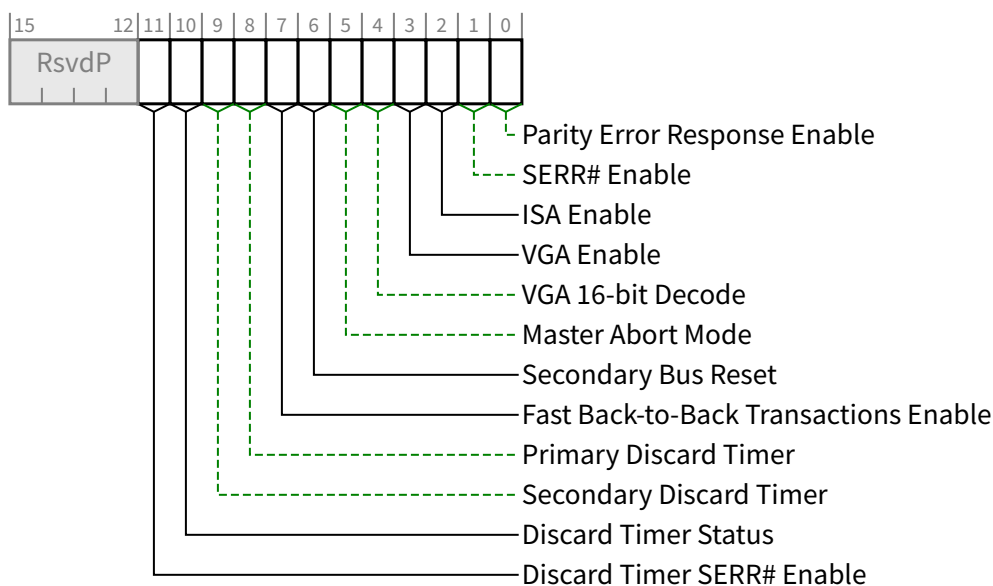 15 12 11 10 9 8 7 6 5 4 3 2 1 0
RsvdP
Parity Error Response Enable
SERR# Enable
ISA Enable
VGA Enable
VGA 16-bit Decode
Master Abort Mode
Secondary Bus Reset
Fast Back-to-Back Transactions Enable
Primary Discard Timer
Secondary Discard Timer
Discard Timer Status
Discard Timer SERR# Enable